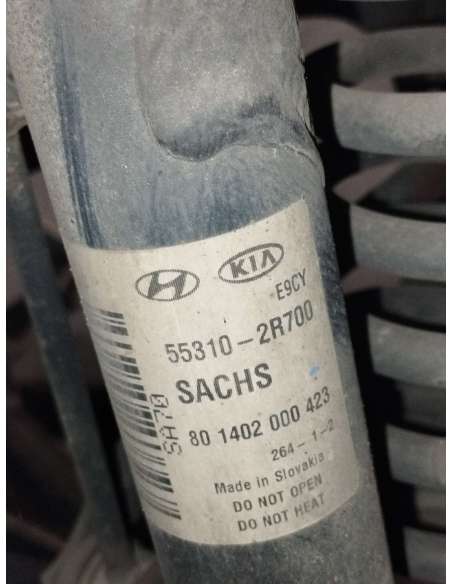 KIA
E9CY
55310-2R700
SACHS
SA70
80 1402 000 423
264-1-2
Made in Slovakia
DO NOT OPEN
DO NOT HEAT